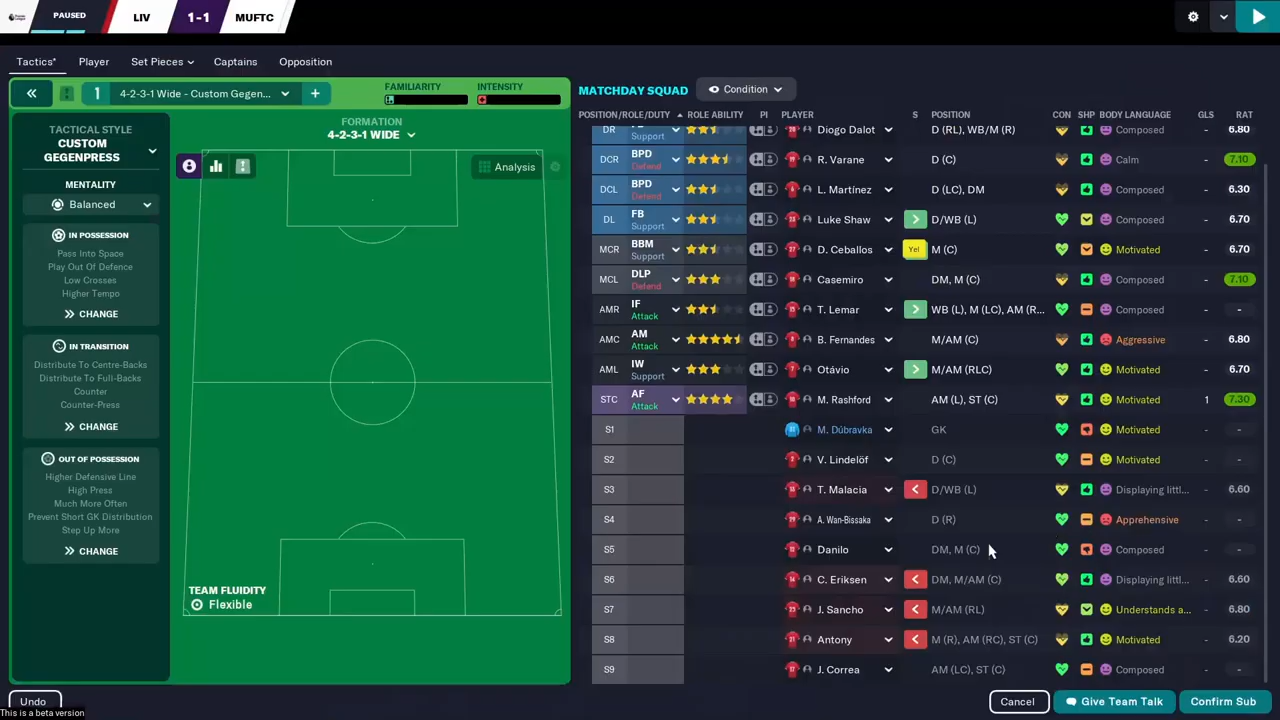 PAUSED
LIV
1 - 1
MUFTC
Tactics*
Player
Set Pieces
Captains
Opposition
1
4-2-3-1 Wide - Custom Gegen...
FAMILIARITY
INTENSITY
TACTICAL STYLE
CUSTOM
GEGENPRESS
MENTALITY
Balanced
IN POSSESSION
Pass Into Space
Play Out Of Defence
Low Crosses
Higher Tempo
CHANGE
IN TRANSITION
Distribute To Centre-Backs
Distribute To Full-Backs
Counter
Counter-Press
CHANGE
OUT OF POSSESSION
Higher Defensive Line
High Press
Much More Often
Prevent Short GK Distribution
Step Up More
CHANGE
FORMATION
4-2-3-1 WIDE
Analysis
TEAM FLUIDITY
Flexible
MATCHDAY SQUAD
Condition
POSITION/ROLE/DUTY ROLE ABILITY PI PLAYER S POSITION CON SHP BODY LANGUAGE GLS RAT
DR Support Diogo Dalot D (RL), WB/M (R) Composed - 6.80
DCR BPD Defend R. Varane D (C) Calm - 7.10
DCL BPD Defend L. Martínez D (LC), DM Composed - 6.30
DL FB Support Luke Shaw D/WB (L) Composed - 6.70
MCR BBM Support D. Ceballos Yel M (C) Motivated - 6.70
MCL DLP Defend Casemiro DM, M (C) Composed - 7.10
AMR IF Attack T. Lemar WB (L), M (LC), AM (R... Composed - -
AMC AM Attack B. Fernandes M/AM (C) Aggressive - 6.80
AML IW Support Otávio M/AM (RLC) Motivated - 6.70
STC AF Attack M. Rashford AM (L), ST (C) Motivated 1 7.30
S1 M. Dúbravka GK Motivated - -
S2 V. Lindelöf D (C) Motivated - -
S3 T. Malacia D/WB (L) Displaying littl... - 6.60
S4 A. Wan-Bissaka D (R) Apprehensive - -
S5 Danilo DM, M (C) Composed - -
S6 C. Eriksen DM, M/AM (C) Displaying littl... - 6.60
S7 J. Sancho M/AM (RL) Understands a... - 6.80
S8 Antony M (R), AM (RC), ST (C) Motivated - 6.20
S9 J. Correa AM (LC), ST (C) Composed - -
Undo
Cancel
Give Team Talk
Confirm Sub
This is a beta version